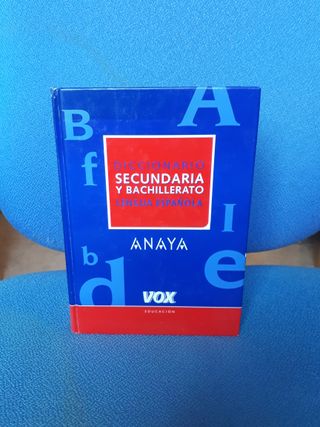 B
A
f
DICCIONARIO
SECUNDARIA
Y BACHILLERATO
LENGUA ESPAÑOLA
I
ANAYA
b
d
e
VOX
EDUCACIÓN